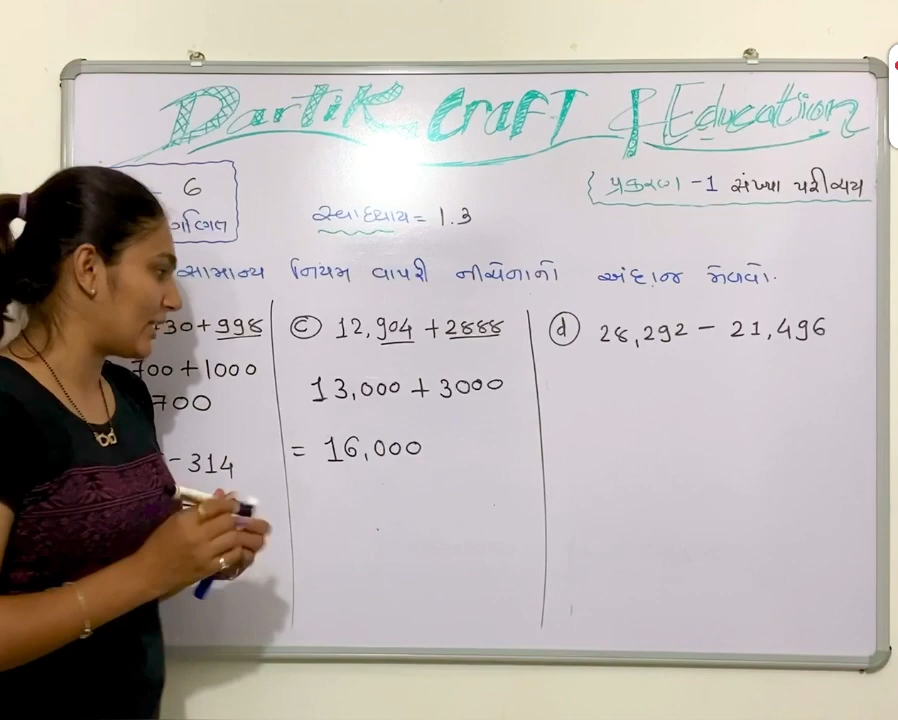 Dartik Craft & Education
- 6
ગણિત
પ્રકરણ -1 સંખ્યા પરીચય
સ્વાધ્યાય = 1.3
સામાન્ય નિયમ વાપરી નીચેનાનો અંદાજ મેળવો.
30 + 998
700 + 1000
700
- 314
c 12,904 + 2888
13,000 + 3000
= 16,000
d 28,292 - 21,496